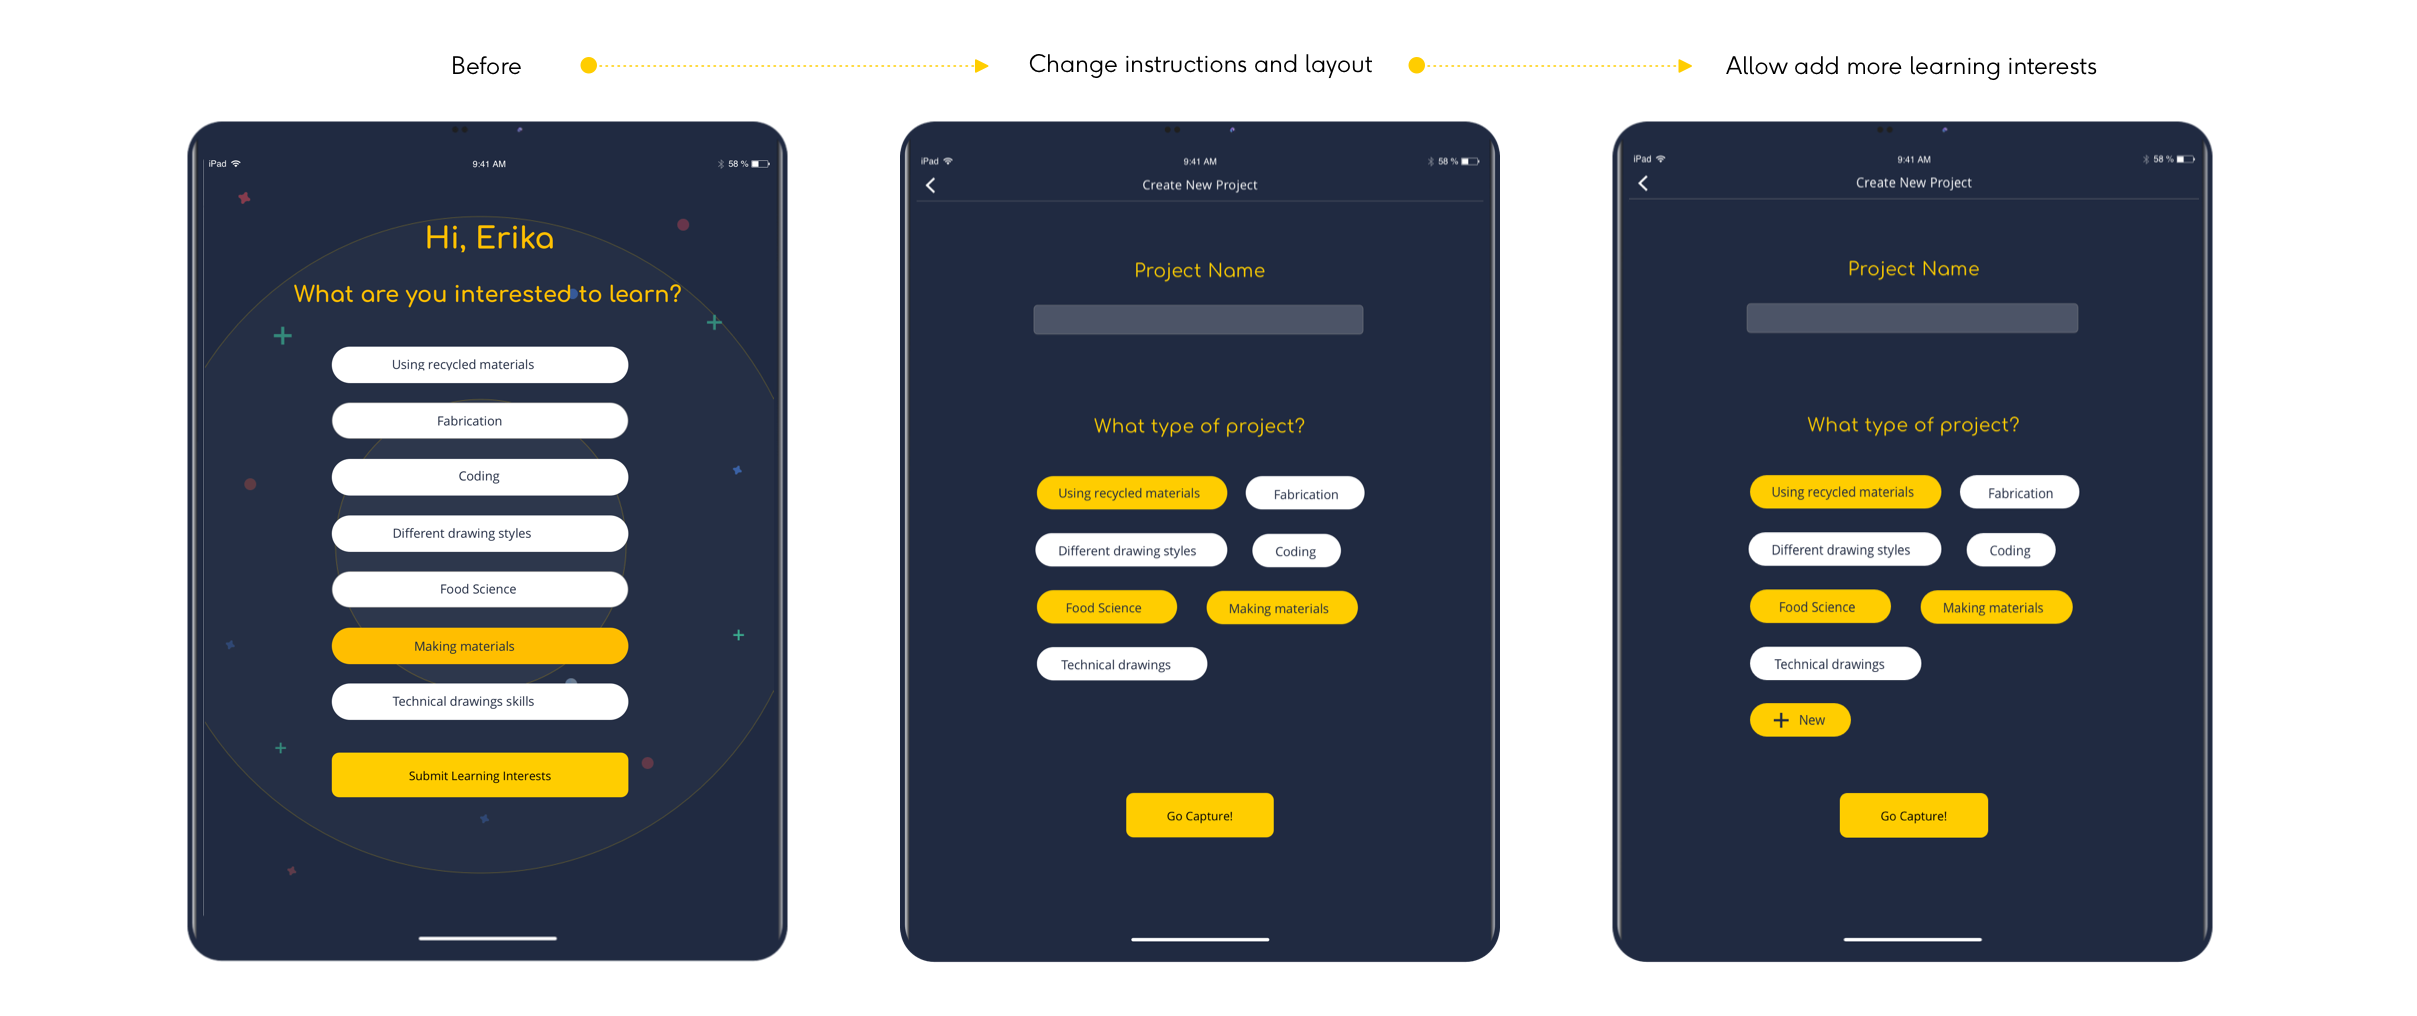 Before
Change instructions and layout
Allow add more learning interests
iPad
9:41 AM
58 %
Hi, Erika
What are you interested to learn?
Using recycled materials
Fabrication
Coding
Different drawing styles
Food Science
Making materials
Technical drawings skills
Submit Learning Interests
iPad
9:41 AM
58 %
Create New Project
Project Name
What type of project?
Using recycled materials
Fabrication
Different drawing styles
Coding
Food Science
Making materials
Technical drawings
Go Capture!
iPad
9:41 AM
58 %
Create New Project
Project Name
What type of project?
Using recycled materials
Fabrication
Different drawing styles
Coding
Food Science
Making materials
Technical drawings
+ New
Go Capture!